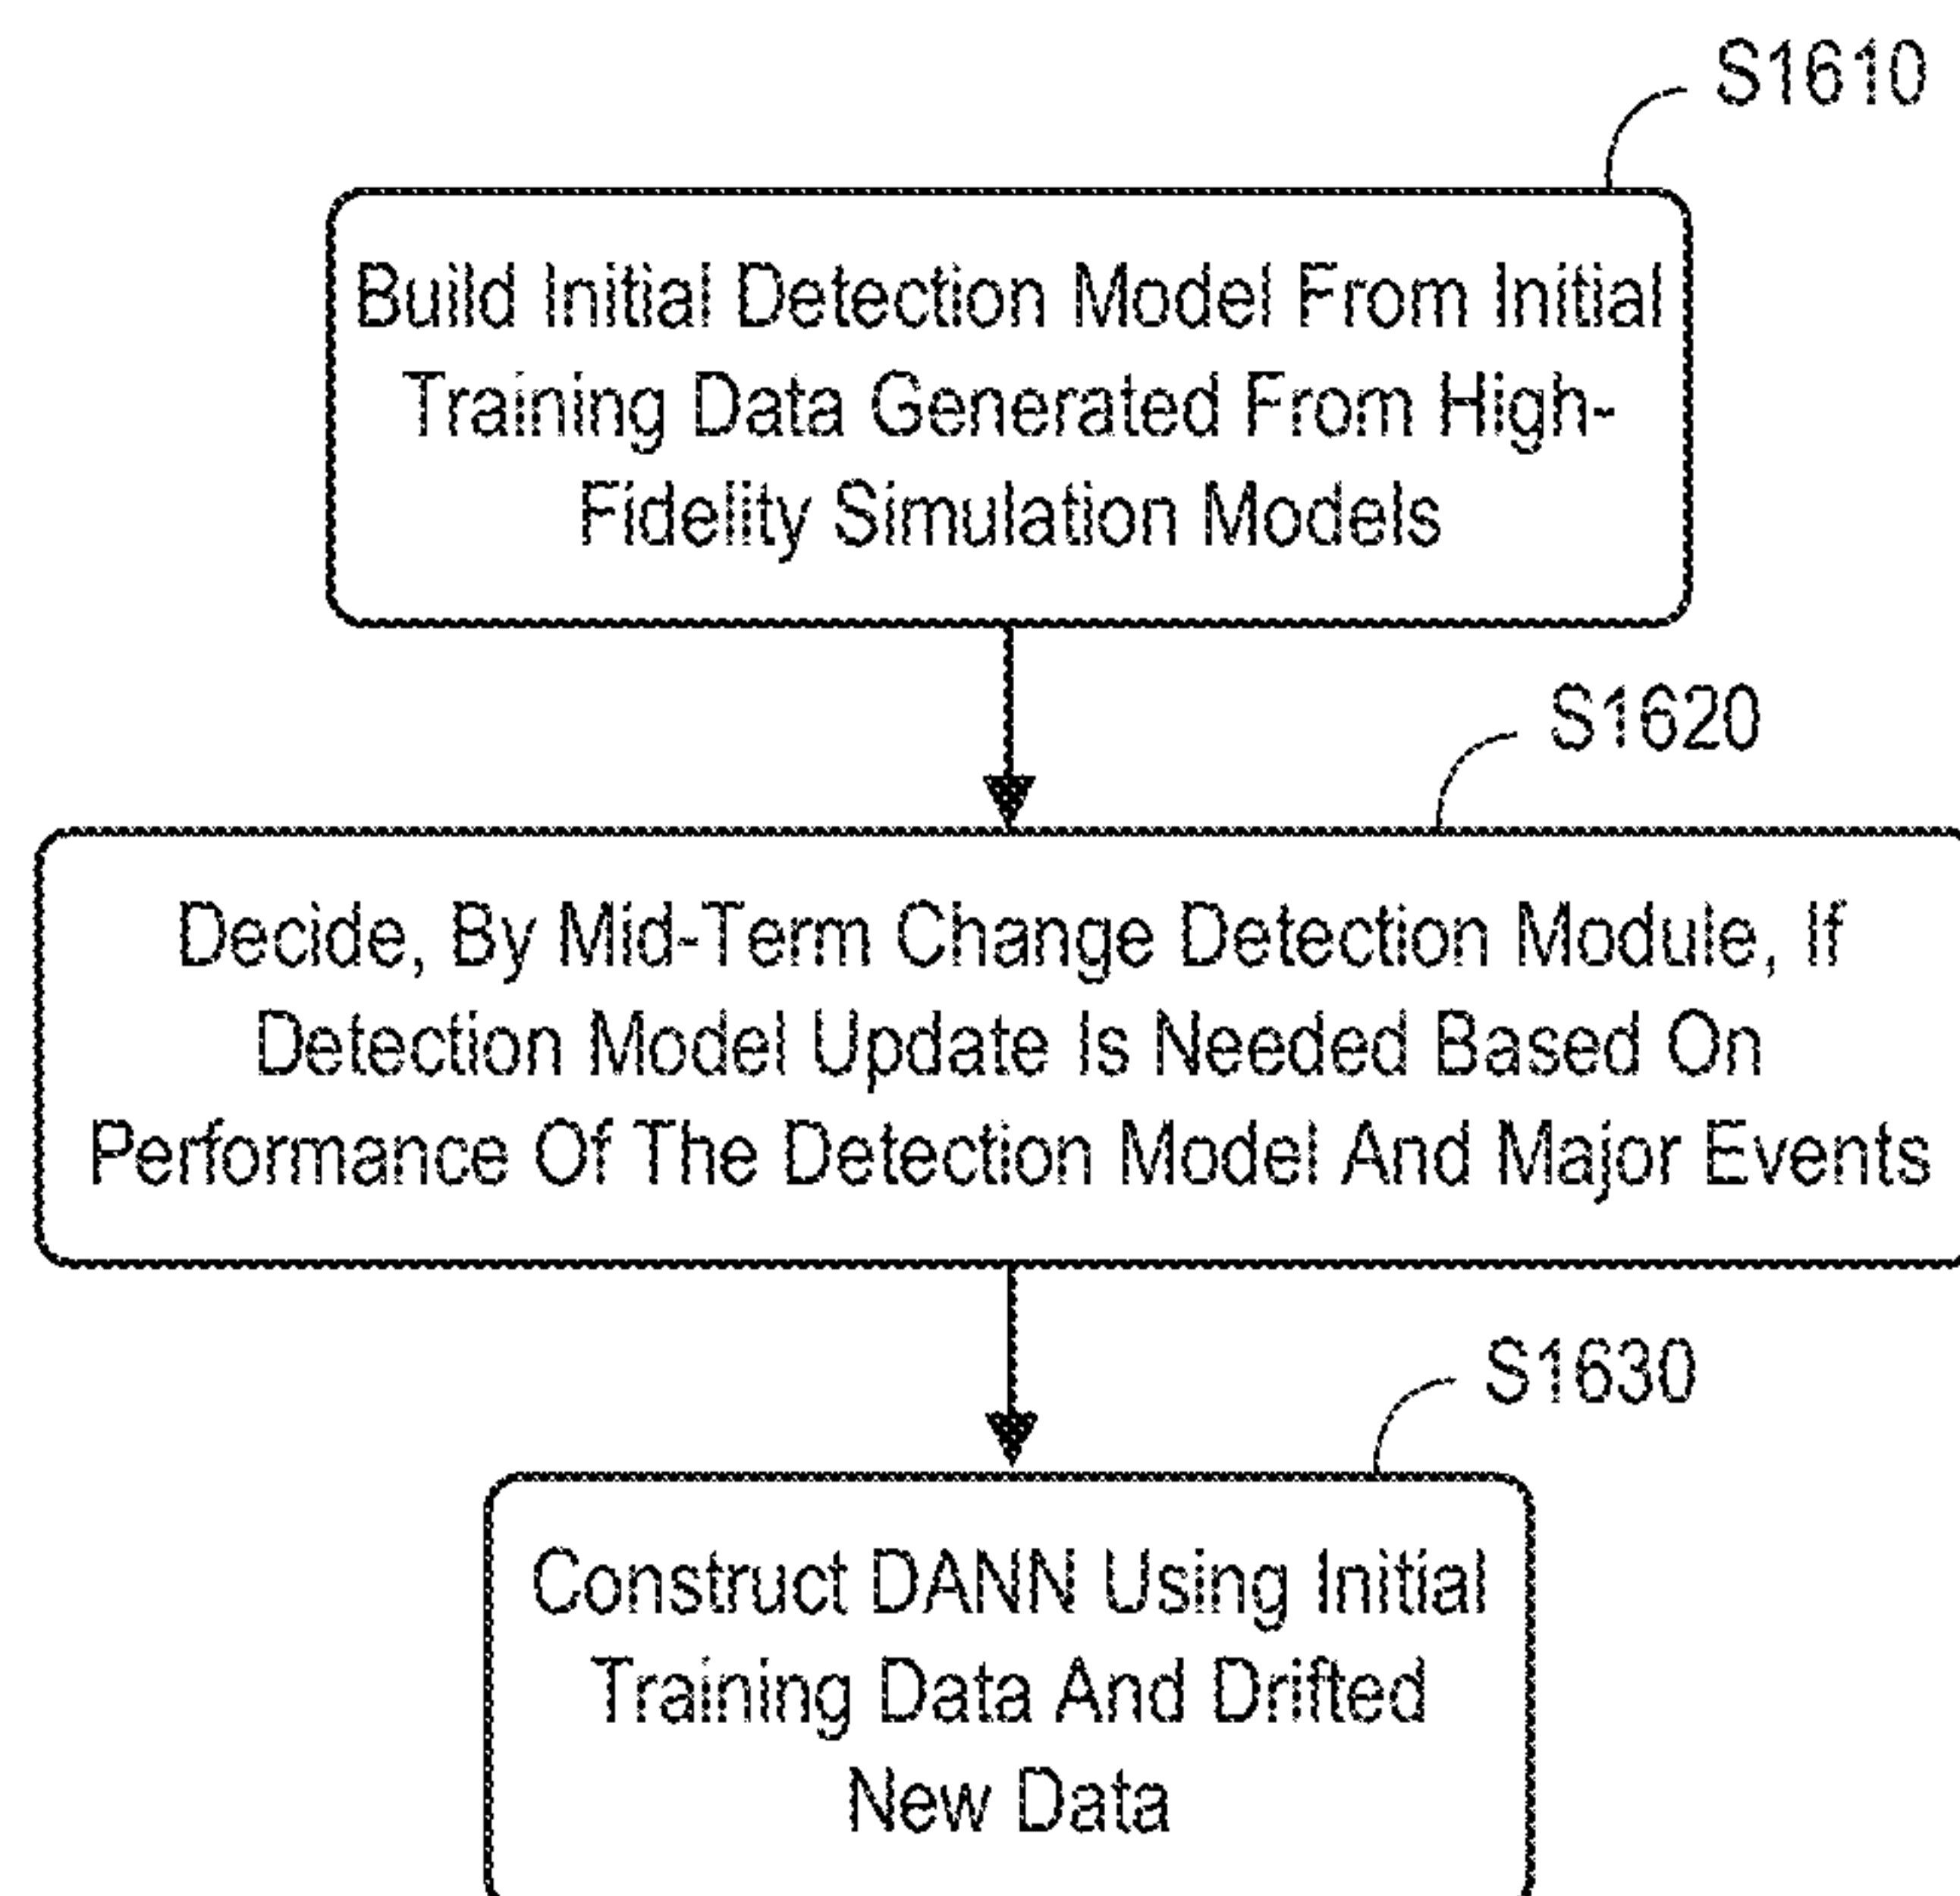 S1610
Build Initial Detection Model From Initial
Training Data Generated From High-
Fidelity Simulation Models
S1620
Decide, By Mid-Term Change Detection Module, If
Detection Model Update Is Needed Based On
Performance Of The Detection Model And Major Events
S1630
Construct DANN Using Initial
Training Data And Drifted
New Data